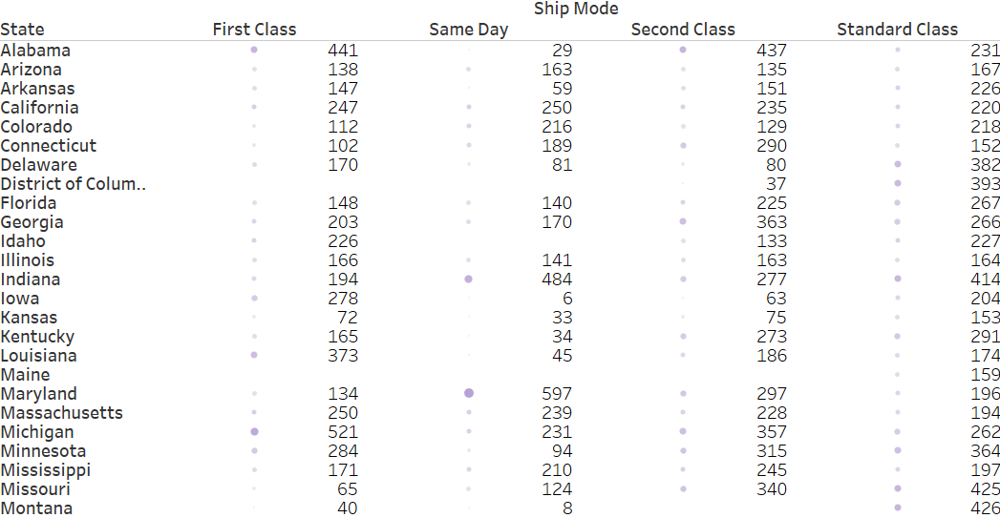 Ship Mode
State First Class Same Day Second Class Standard Class
Alabama 441 29 437 231
Arizona 138 163 135 167
Arkansas 147 59 151 226
California 247 250 235 220
Colorado 112 216 129 218
Connecticut 102 189 290 152
Delaware 170 81 80 382
District of Colum.. 37 393
Florida 148 140 225 267
Georgia 203 170 363 266
Idaho 226 133 227
Illinois 166 141 163 164
Indiana 194 484 277 414
Iowa 278 6 63 204
Kansas 72 33 75 153
Kentucky 165 34 273 291
Louisiana 373 45 186 174
Maine 159
Maryland 134 597 297 196
Massachusetts 250 239 228 194
Michigan 521 231 357 262
Minnesota 284 94 315 364
Mississippi 171 210 245 197
Missouri 65 124 340 425
Montana 40 8 426